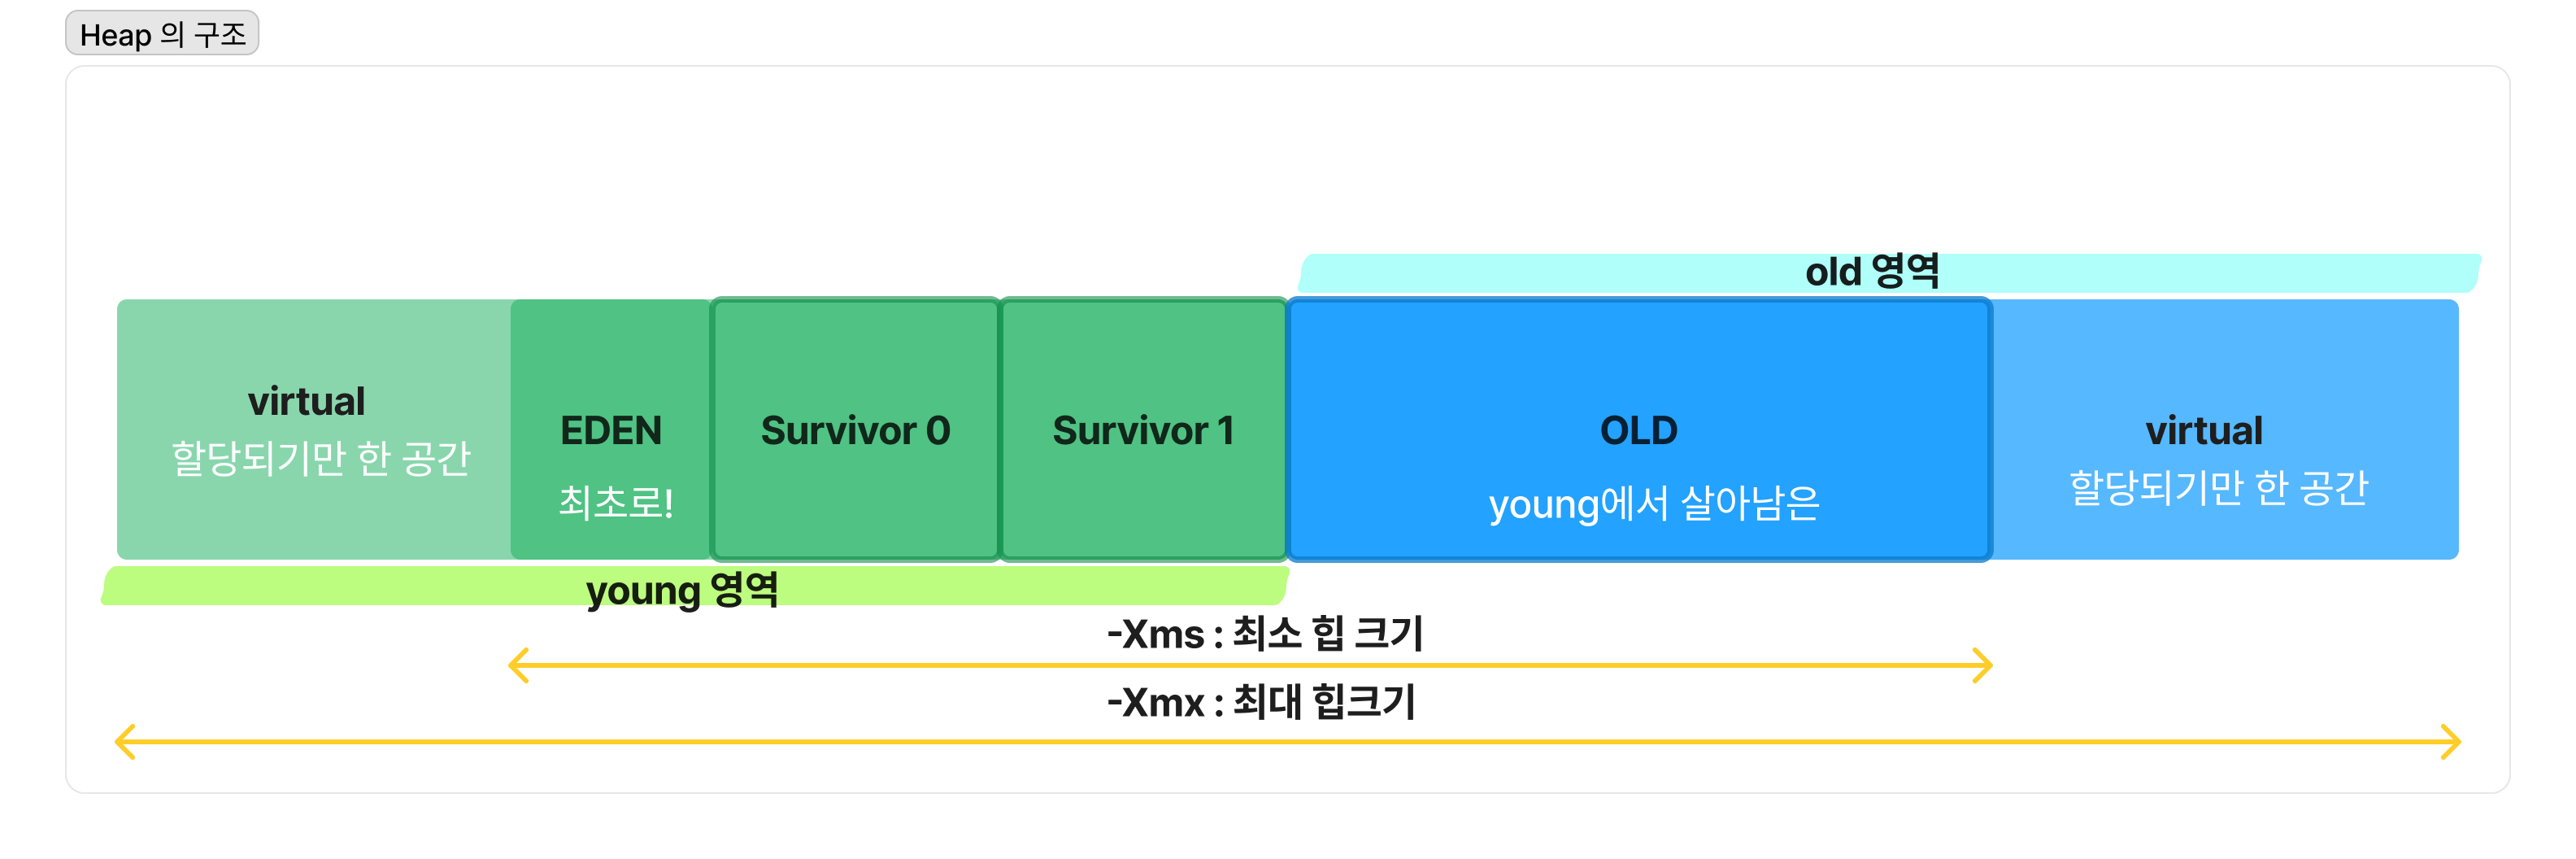 Heap 의 구조
old 영역
virtual
할당되기만 한 공간
EDEN
최초로!
Survivor 0
Survivor 1
OLD
young에서 살아남은
virtual
할당되기만 한 공간
young 영역
-Xms : 최소 힙 크기
-Xmx : 최대 힙크기